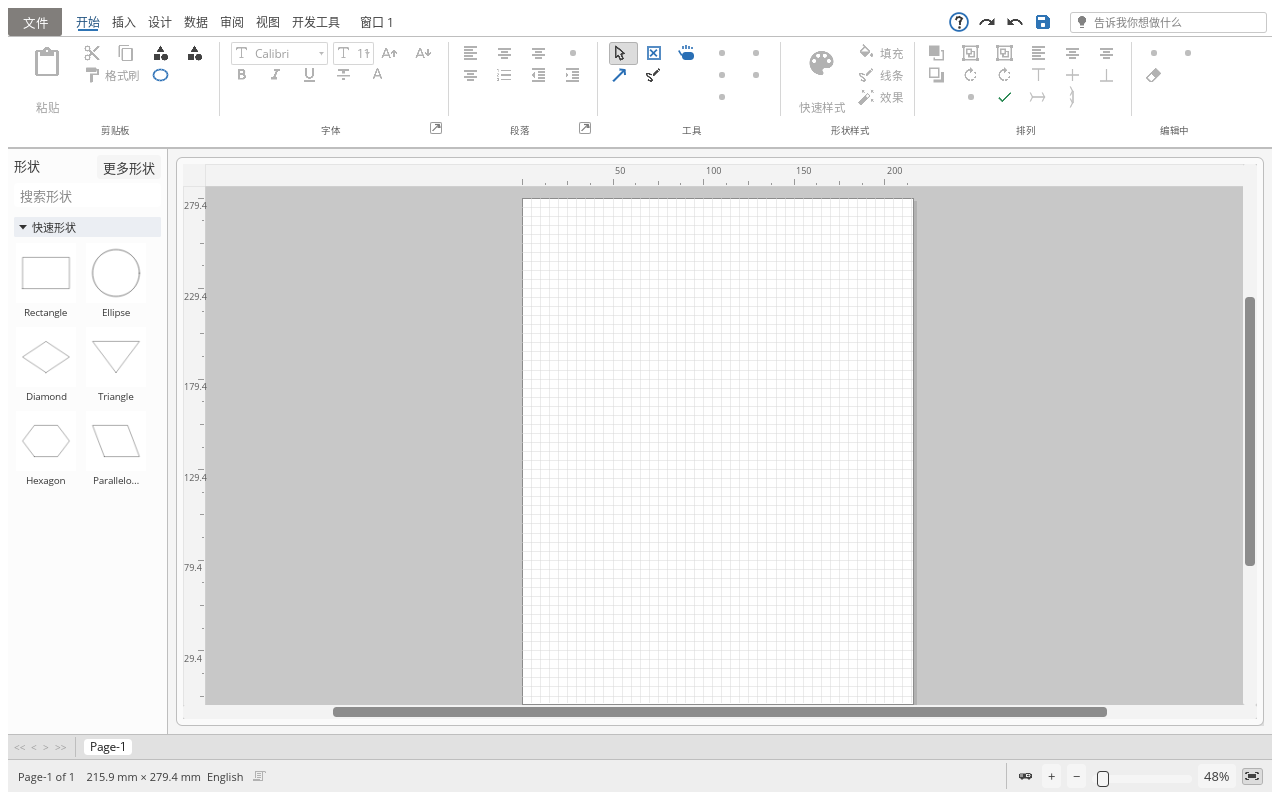 文件 开始 插入 设计 数据 审阅 视图 开发工具 窗口 1 告诉我你想做什么
Calibri 11 填充
格式刷 线条
粘贴 快速样式 效果
剪贴板 字体 段落 工具 形状样式 排列 编辑中
形状 更多形状
搜索形状
快速形状
Rectangle Ellipse
Diamond Triangle
Hexagon Parallelo...
50 100 150 200
279.4
229.4
179.4
129.4
79.4
29.4
<< < > >> Page-1
Page-1 of 1 215.9 mm × 279.4 mm English + − 48%